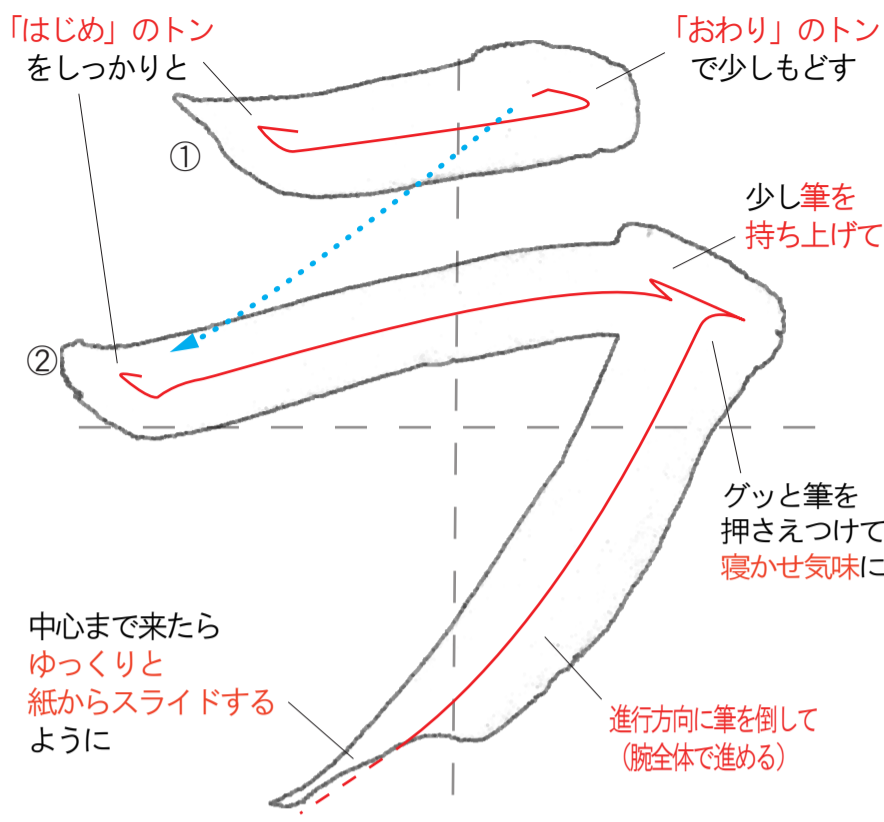 「はじめ」のトン
をしっかりと
「おわり」のトン
で少しもどす
①
少し筆を
持ち上げて
②
グッと筆を
押さえつけて
寝かせ気味に
中心まで来たら
ゆっくりと
紙からスライドする
ように
進行方向に筆を倒して
（腕全体で進める）